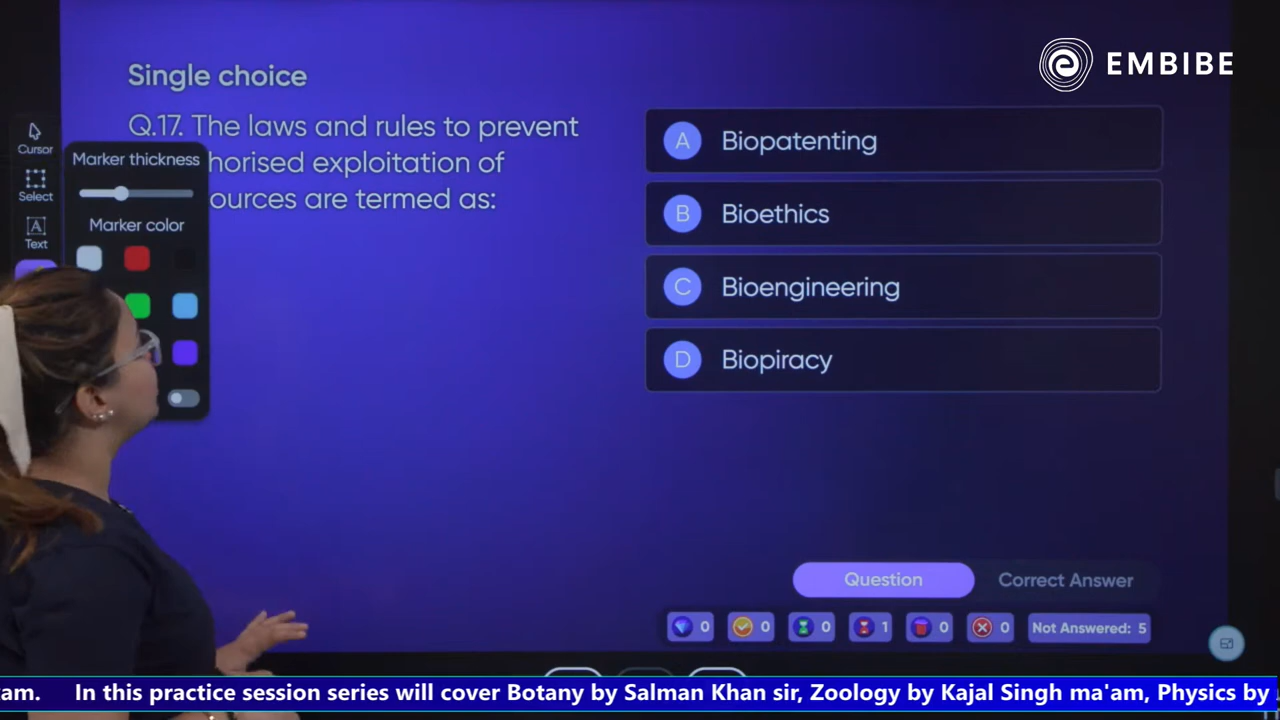 EMBIBE
Single choice
Q.17. The laws and rules to prevent
horised exploitation of
ources are termed as:
Cursor
Select
A
Text
Marker thickness
Marker color
A Biopatenting
B Bioethics
C Bioengineering
D Biopiracy
Question
Correct Answer
0 0 0 1 0 0 Not Answered: 5
am. In this practice session series will cover Botany by Salman Khan sir, Zoology by Kajal Singh ma'am, Physics by